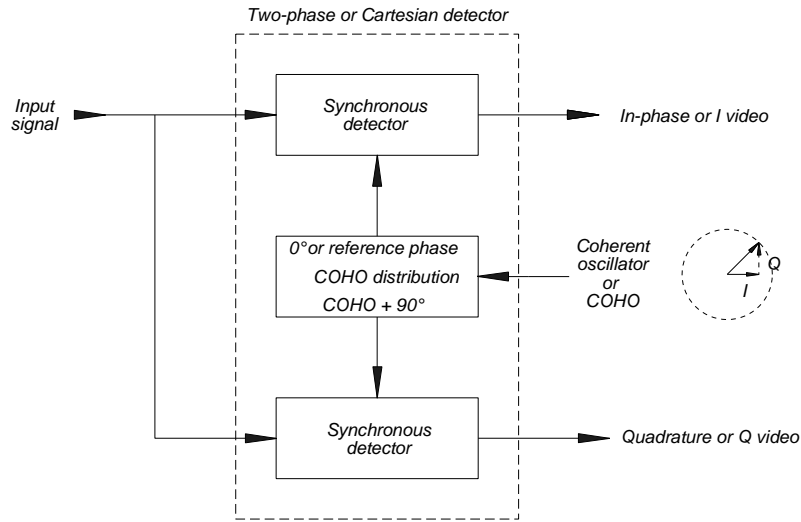 Two-phase or Cartesian detector
Input
signal
Synchronous
detector
In-phase or I video
0° or reference phase
COHO distribution
COHO + 90°
Coherent
oscillator
or
COHO
Q
I
Synchronous
detector
Quadrature or Q video